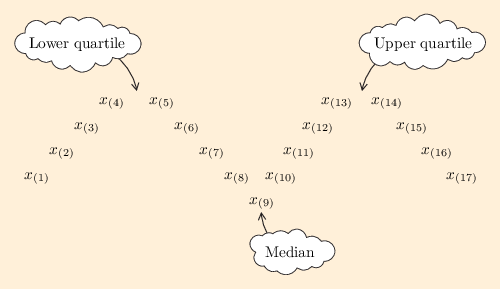 Lower quartile Upper quartile
x(4) x(5) x(13) x(14)
x(3) x(6) x(12) x(15)
x(2) x(7) x(11) x(16)
x(1) x(8) x(10) x(17)
x(9)
Median